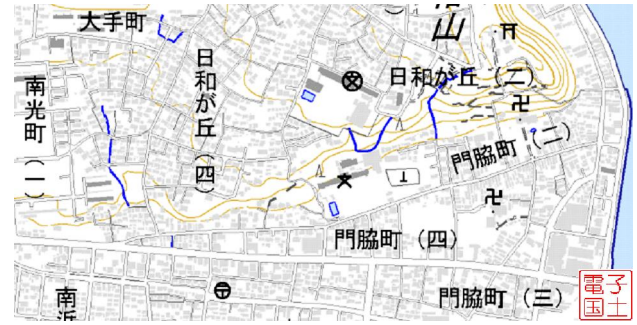 大手町
日和が丘（二）
南光町（一）
日和が丘（四）
山
門脇町（二）
門脇町（四）
門脇町（三）
南浜
電子
国土